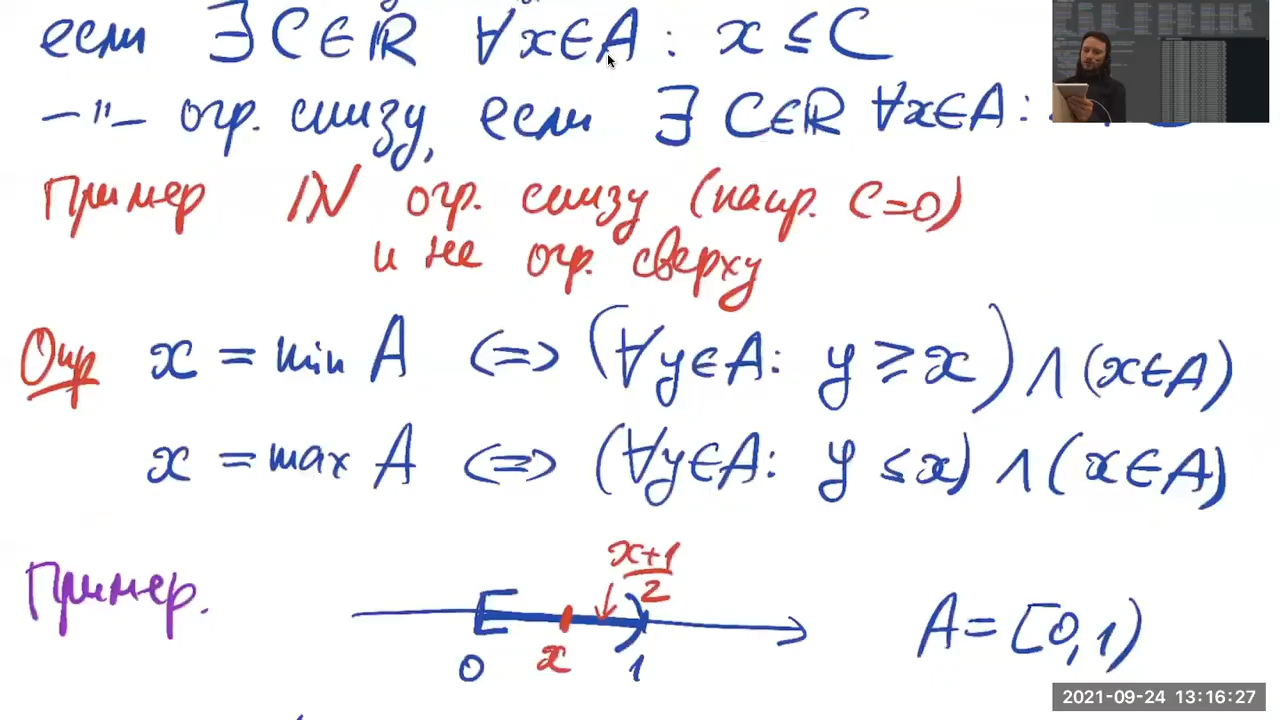 если ∃ C∈ℝ ∀x∈A : x ≤ C
–"– огр. снизу, если ∃ C∈ℝ ∀x∈A :
Пример ℕ огр. снизу (напр. C=0)
и не огр. сверху
Опр x = min A <=> (∀y∈A: y ≥ x) ∧ (x∈A)
x = max A <=> (∀y∈A: y ≤ x) ∧ (x∈A)
Пример.
x+1
2
A = [0,1)
0 x 1
2021-09-24 13:16:27